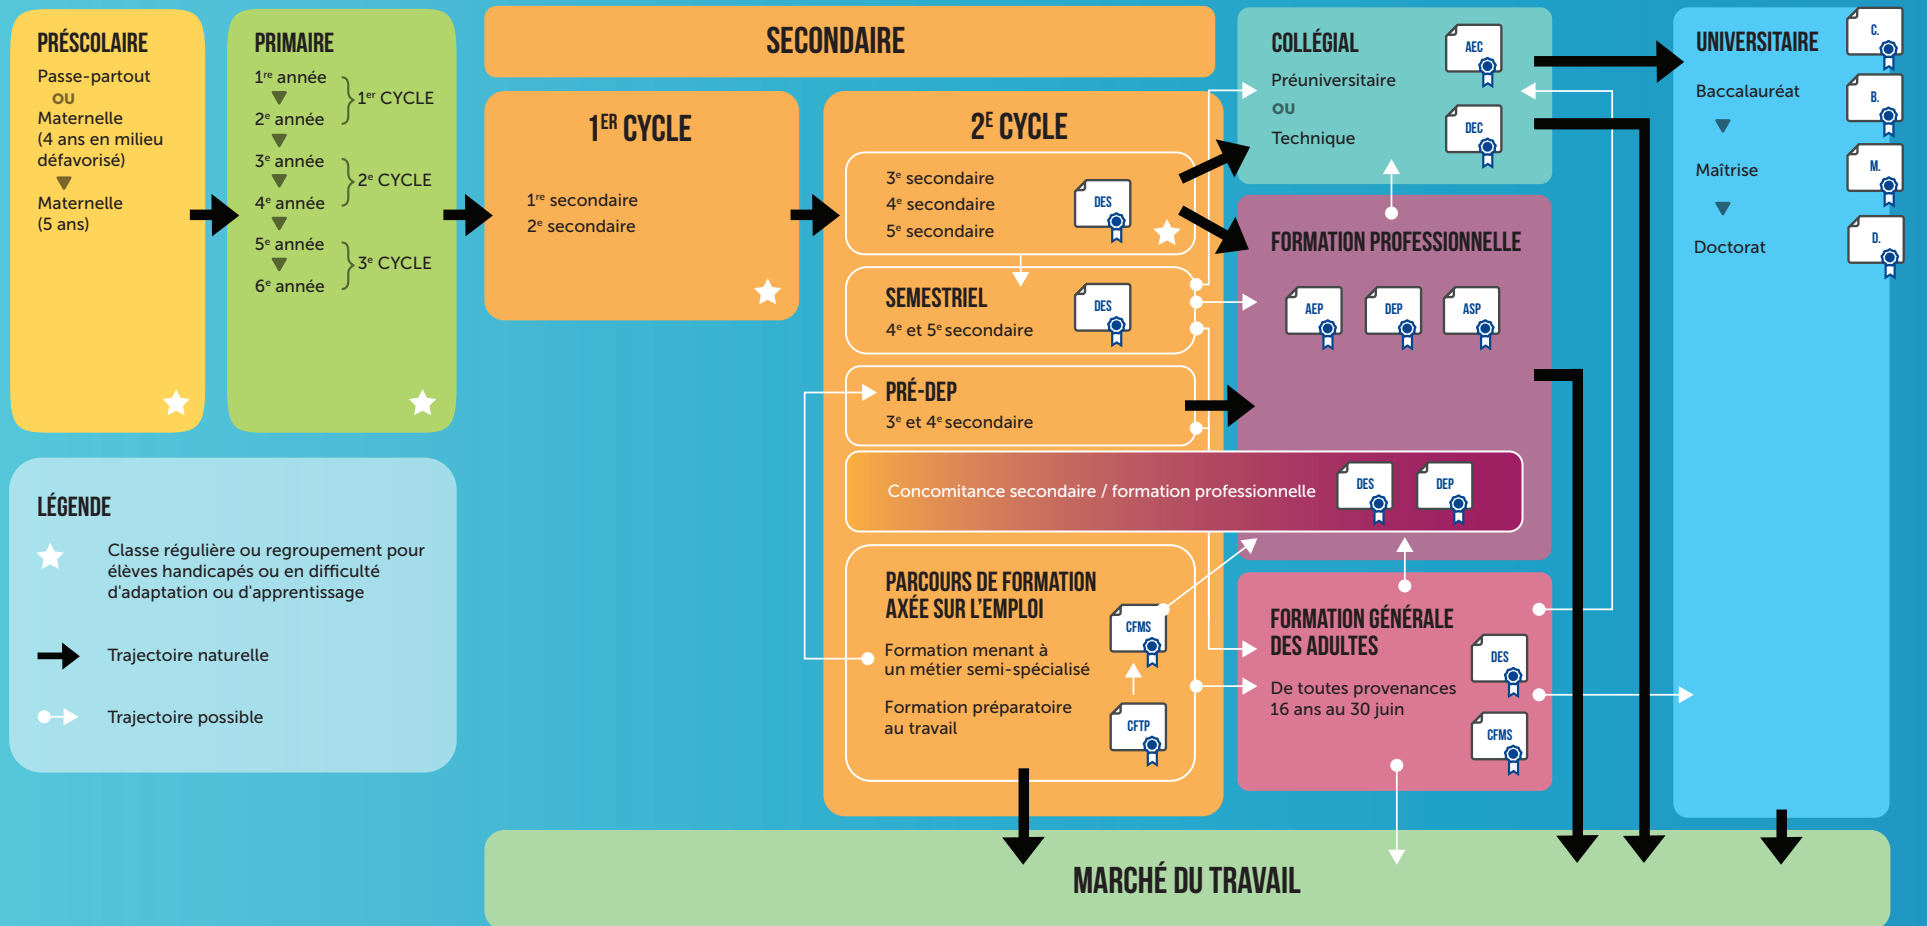 PRÉSCOLAIRE
Passe-partout
OU
Maternelle
(4 ans en milieu
défavorisé)
Maternelle
(5 ans)
PRIMAIRE
1re année
2e année
1er CYCLE
3e année
4e année
2e CYCLE
5e année
6e année
3e CYCLE
SECONDAIRE
1ER CYCLE
1re secondaire
2e secondaire
2E CYCLE
3e secondaire
4e secondaire
5e secondaire
DES
SEMESTRIEL
4e et 5e secondaire
DES
PRÉ-DEP
3e et 4e secondaire
Concomitance secondaire / formation professionnelle
DES
DEP
PARCOURS DE FORMATION
AXÉE SUR L'EMPLOI
Formation menant à
un métier semi-spécialisé
CFMS
Formation préparatoire
au travail
CFTP
COLLÉGIAL
Préuniversitaire
OU
Technique
AEC
DEC
FORMATION PROFESSIONNELLE
AEP
DEP
ASP
FORMATION GÉNÉRALE
DES ADULTES
De toutes provenances
16 ans au 30 juin
DES
CFMS
UNIVERSITAIRE
Baccalauréat
Maîtrise
Doctorat
C.
B.
M.
D.
LÉGENDE
Classe régulière ou regroupement pour
élèves handicapés ou en difficulté
d'adaptation ou d'apprentissage
Trajectoire naturelle
Trajectoire possible
MARCHÉ DU TRAVAIL